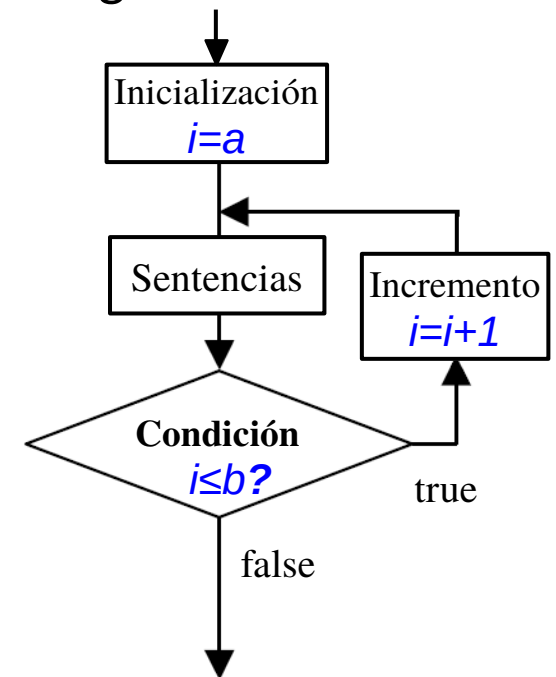 Inicialización
i=a
Sentencias
Incremento
i=i+1
Condición
i≤b?
true
false